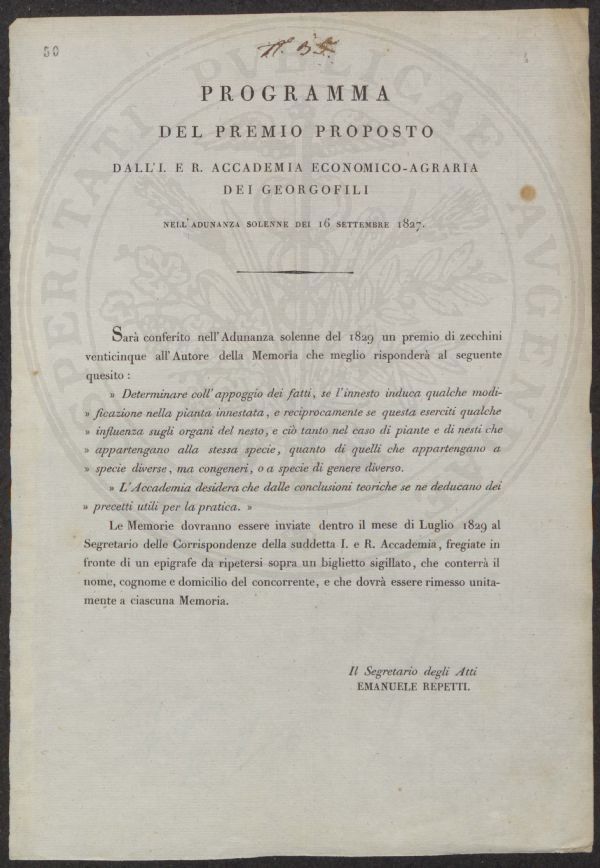 50
N.º 35.
PROGRAMMA
DEL PREMIO PROPOSTO
DALL'I. E R. ACCADEMIA ECONOMICO-AGRARIA
DEI GEORGOFILI
NELL'ADUNANZA SOLENNE DEI 16 SETTEMBRE 1827.
Sarà conferito nell'Adunanza solenne del 1829 un premio di zecchini
venticinque all'Autore della Memoria che meglio risponderà al seguente
quesito :
» Determinare coll'appoggio dei fatti, se l'innesto induca qualche modi-
» ficazione nella pianta innestata, e reciprocamente se questa eserciti qualche
» influenza sugli organi del nesto, e ciò tanto nel caso di piante e di nesti che
» appartengano alla stessa specie, quanto di quelli che appartengano a
» specie diverse, ma congeneri, o a specie di genere diverso.
» L'Accademia desidera che dalle conclusioni teoriche se ne deducano dei
» precetti utili per la pratica. »
Le Memorie dovranno essere inviate dentro il mese di Luglio 1829 al
Segretario delle Corrispondenze della suddetta I. e R. Accademia, fregiate in
fronte di un epigrafe da ripetersi sopra un biglietto sigillato, che conterrà il
nome, cognome e domicilio del concorrente, e che dovrà essere rimesso unita-
mente a ciascuna Memoria.
Il Segretario degli Atti
EMANUELE REPETTI.
PROSPERITATI PVBLICAE AVGENDAE